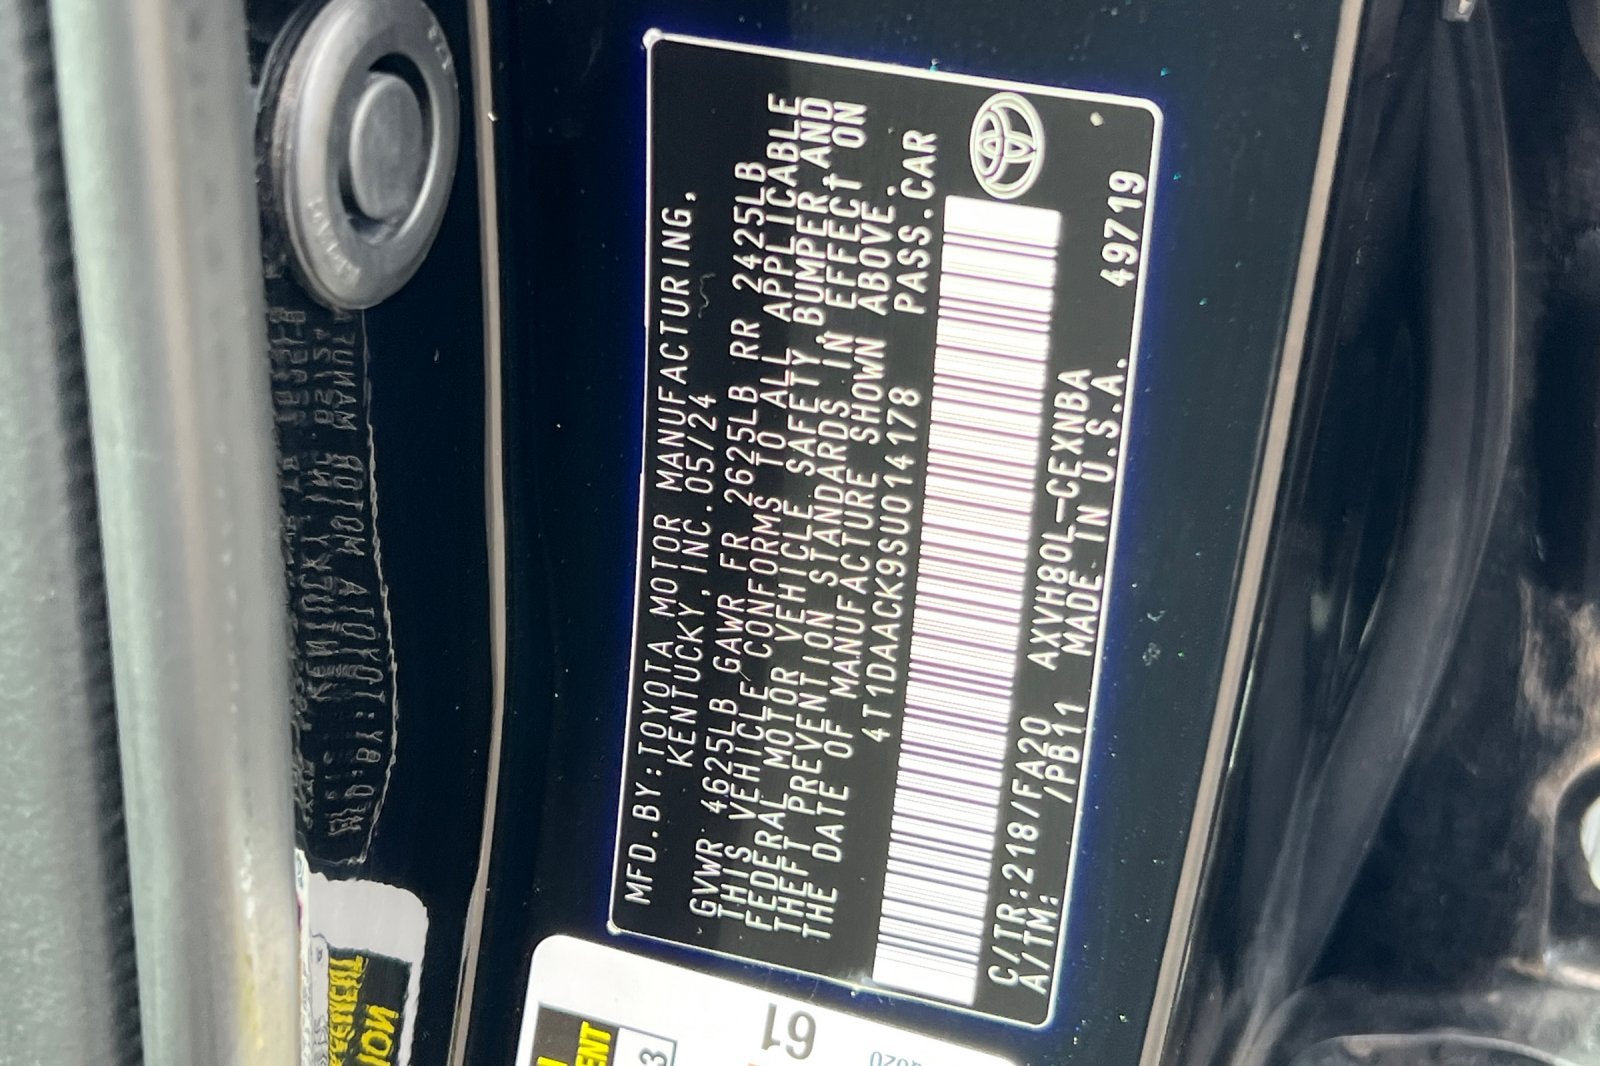 MFD.BY:TOYOTA MOTOR MANUFACTURING,
KENTUCKY,INC.05/24
GVWR 4625LB GAWR FR 2625LB RR 2425LB
THIS VEHICLE CONFORMS TO ALL APPLICABLE
FEDERAL MOTOR VEHICLE SAFETY,BUMPER,AND
THEFT PREVENTION STANDARDS IN EFFECT ON
THE DATE OF MANUFACTURE SHOWN ABOVE.
4T1DAACK9SU014178 PASS.CAR
C/TR:218/FA20 AXVH80L-CEXNBA 49719
A/TM: /PB11 MADE IN U.S.A.
61
3